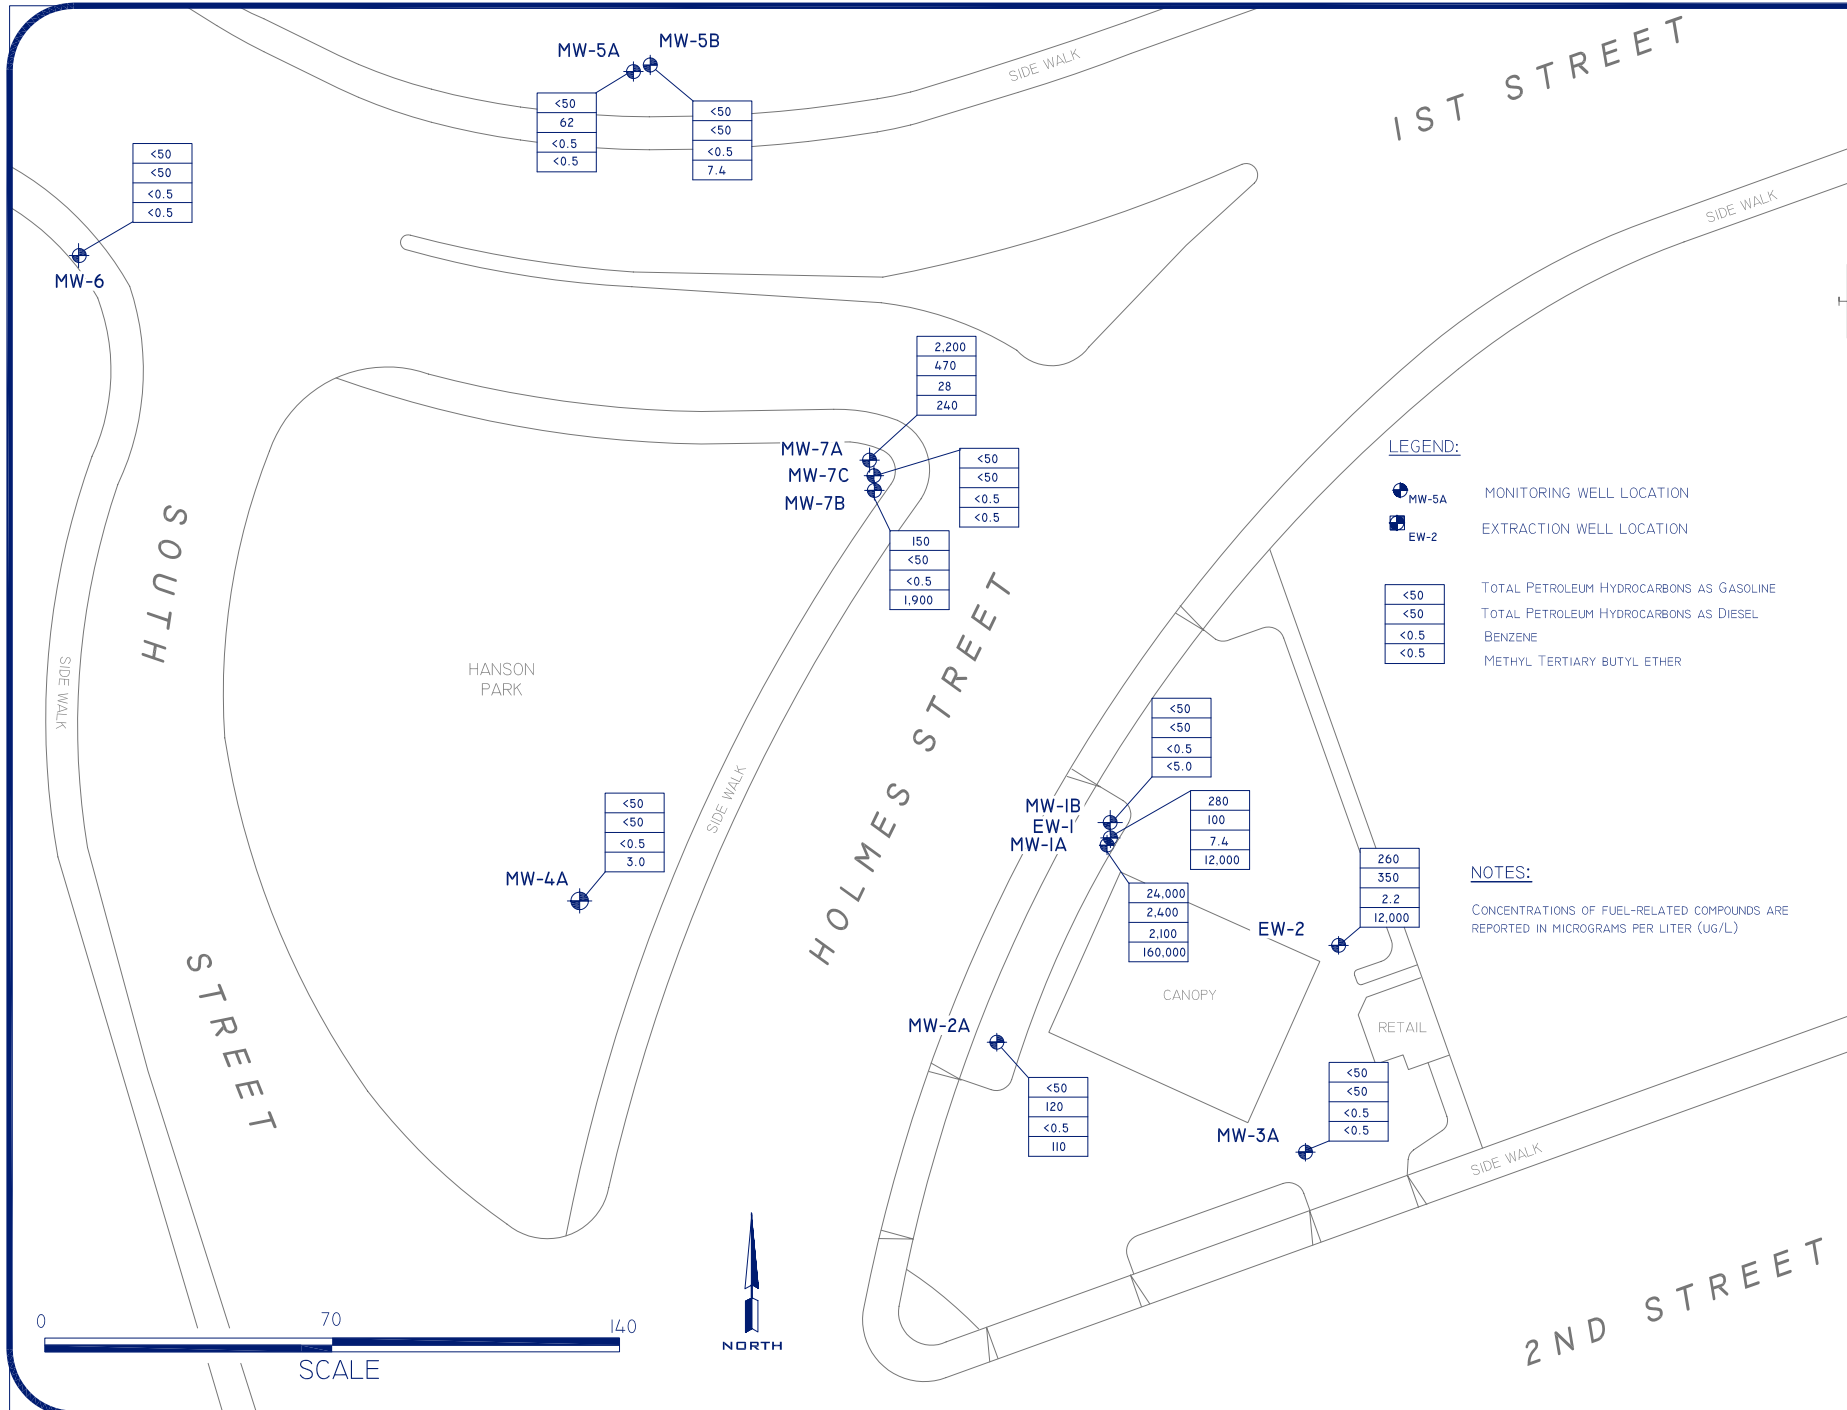 MW-5A
MW-5B
SIDE WALK
1ST STREET
<50
62
<0.5
<0.5
<50
<50
<0.5
7.4
<50
<50
<0.5
<0.5
MW-6
SIDE WALK
2,200
470
28
240
MW-7A
MW-7C
MW-7B
<50
<50
<0.5
<0.5
150
<50
<0.5
1,900
LEGEND:
MW-5A
MONITORING WELL LOCATION
EW-2
EXTRACTION WELL LOCATION
<50
<50
<0.5
<0.5
TOTAL PETROLEUM HYDROCARBONS AS GASOLINE
TOTAL PETROLEUM HYDROCARBONS AS DIESEL
BENZENE
METHYL TERTIARY BUTYL ETHER
SOUTH
STREET
SIDE WALK
HANSON
PARK
HOLMES STREET
SIDE WALK
<50
<50
<0.5
<5.0
MW-1B
EW-1
MW-1A
280
100
7.4
12,000
24,000
2,400
2,100
160,000
<50
<50
<0.5
3.0
MW-4A
260
350
2.2
12,000
EW-2
NOTES:
CONCENTRATIONS OF FUEL-RELATED COMPOUNDS ARE
REPORTED IN MICROGRAMS PER LITER (UG/L)
CANOPY
RETAIL
MW-2A
<50
120
<0.5
110
<50
<50
<0.5
<0.5
MW-3A
SIDE WALK
2ND STREET
NORTH
0
70
140
SCALE